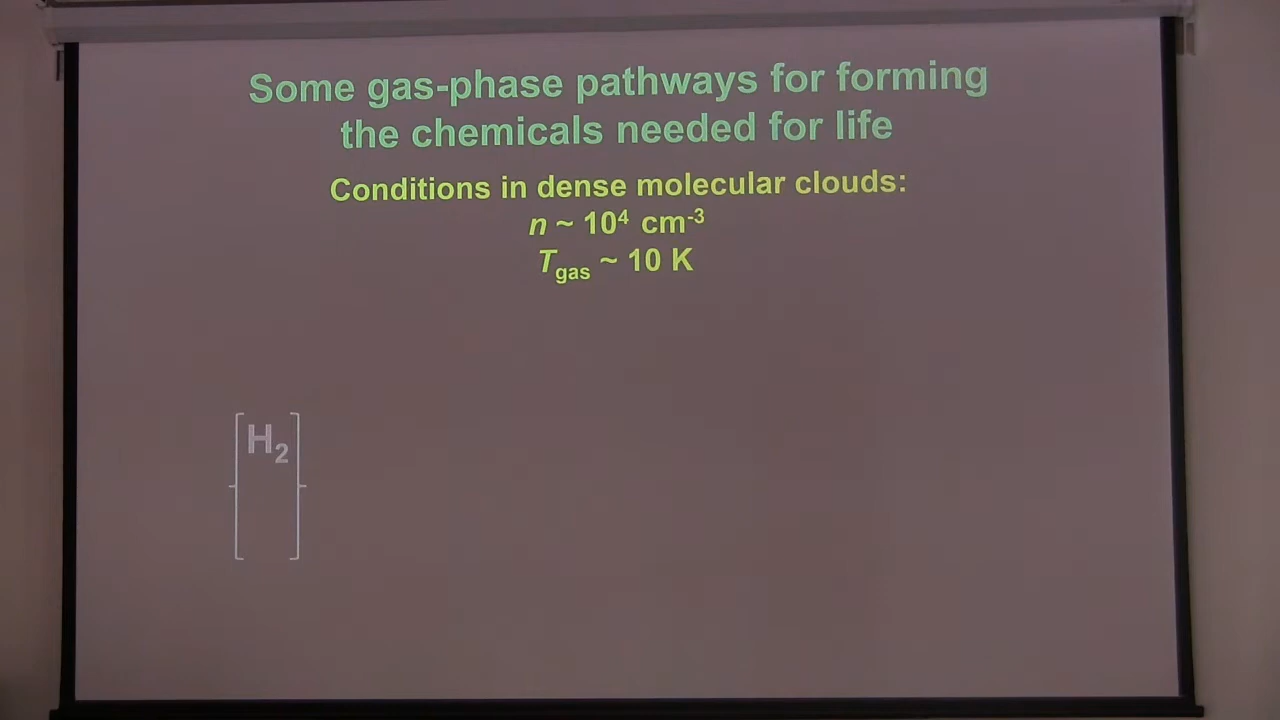 Some gas-phase pathways for forming
the chemicals needed for life
Conditions in dense molecular clouds:
n ~ 10⁴ cm⁻³
T_gas ~ 10 K
H₂